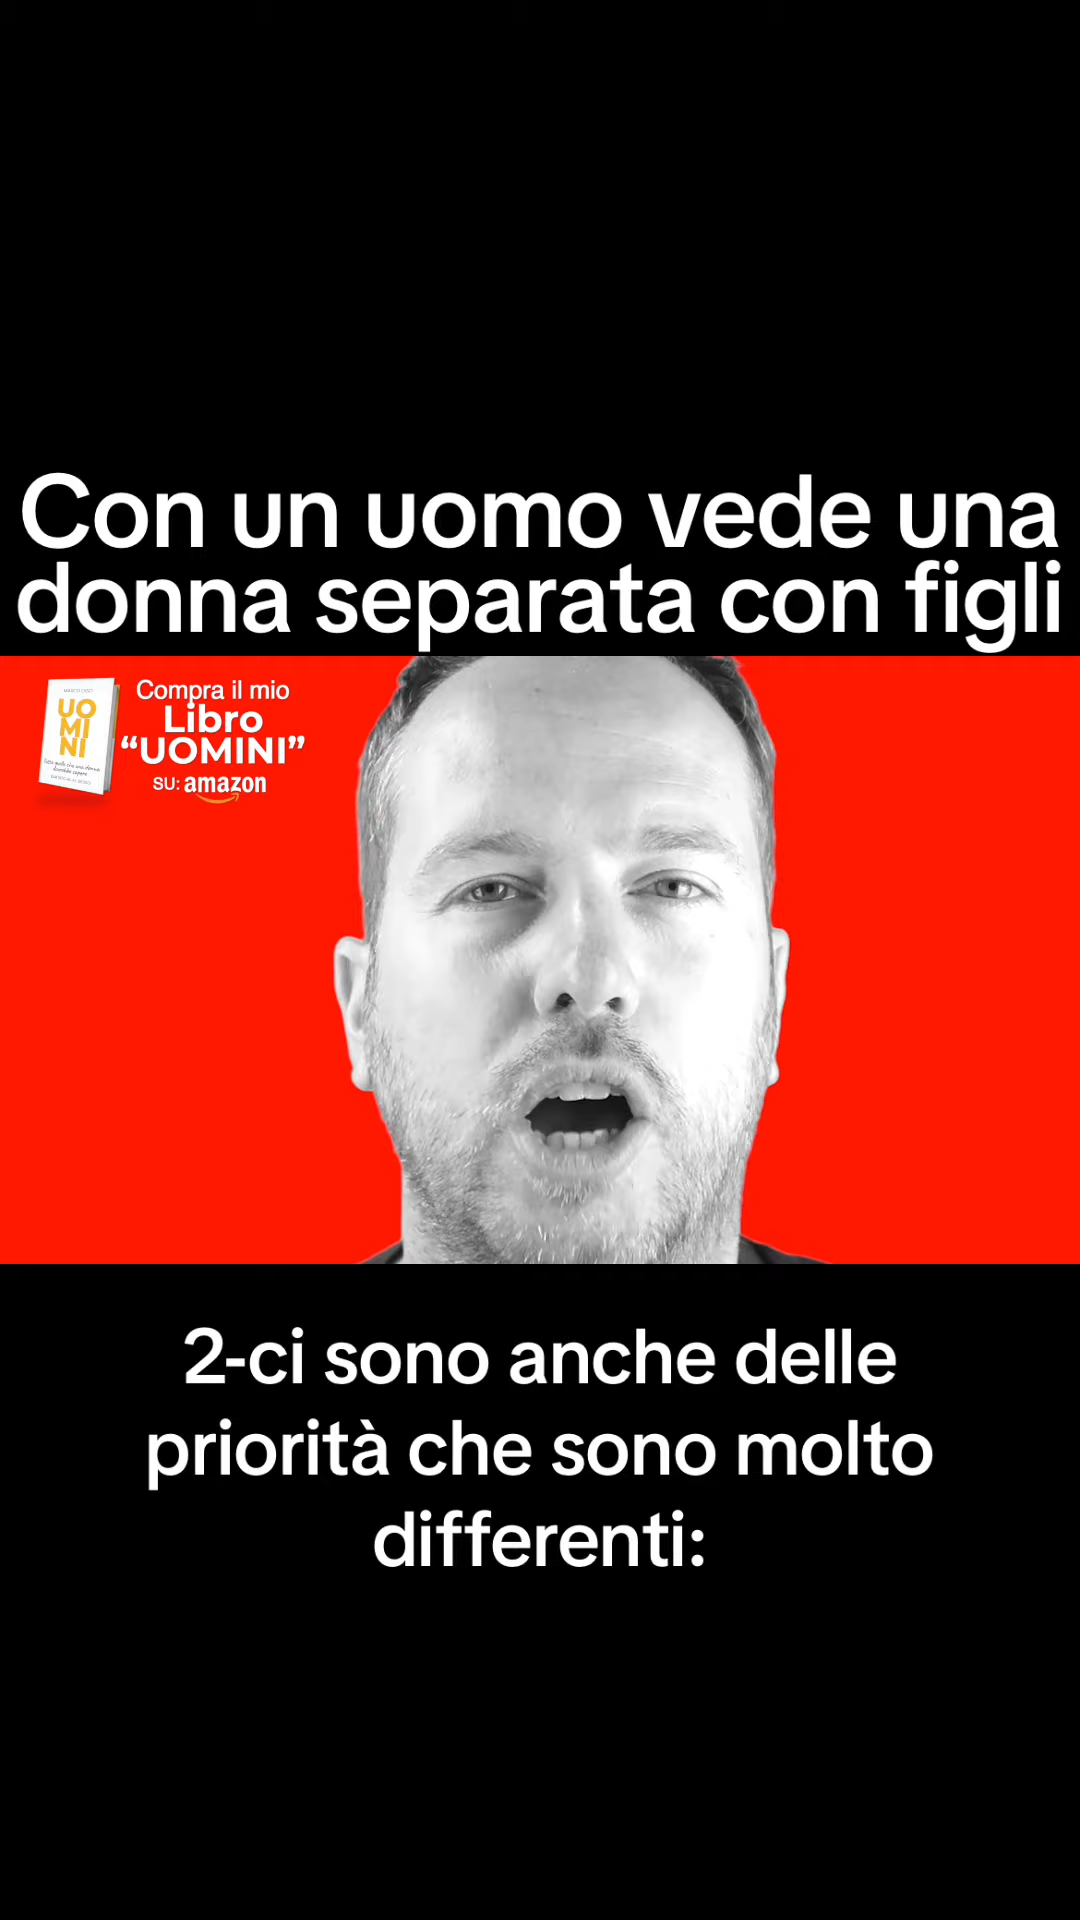 Con un uomo vede una
donna separata con figli
Compra il mio
Libro
“UOMINI”
SU: amazon
UO
MI
NI
2-ci sono anche delle
priorità che sono molto
differenti: